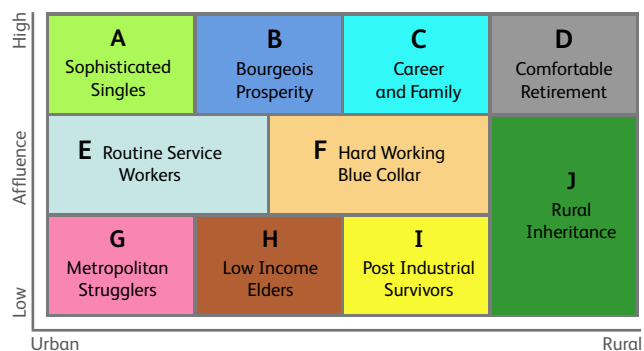 High
A
Sophisticated
Singles
B
Bourgeois
Prosperity
C
Career
and Family
D
Comfortable
Retirement
Affluence
E Routine Service
Workers
F Hard Working
Blue Collar
J
Rural
Inheritance
G
Metropolitan
Strugglers
H
Low Income
Elders
I
Post Industrial
Survivors
Low
Urban
Rural